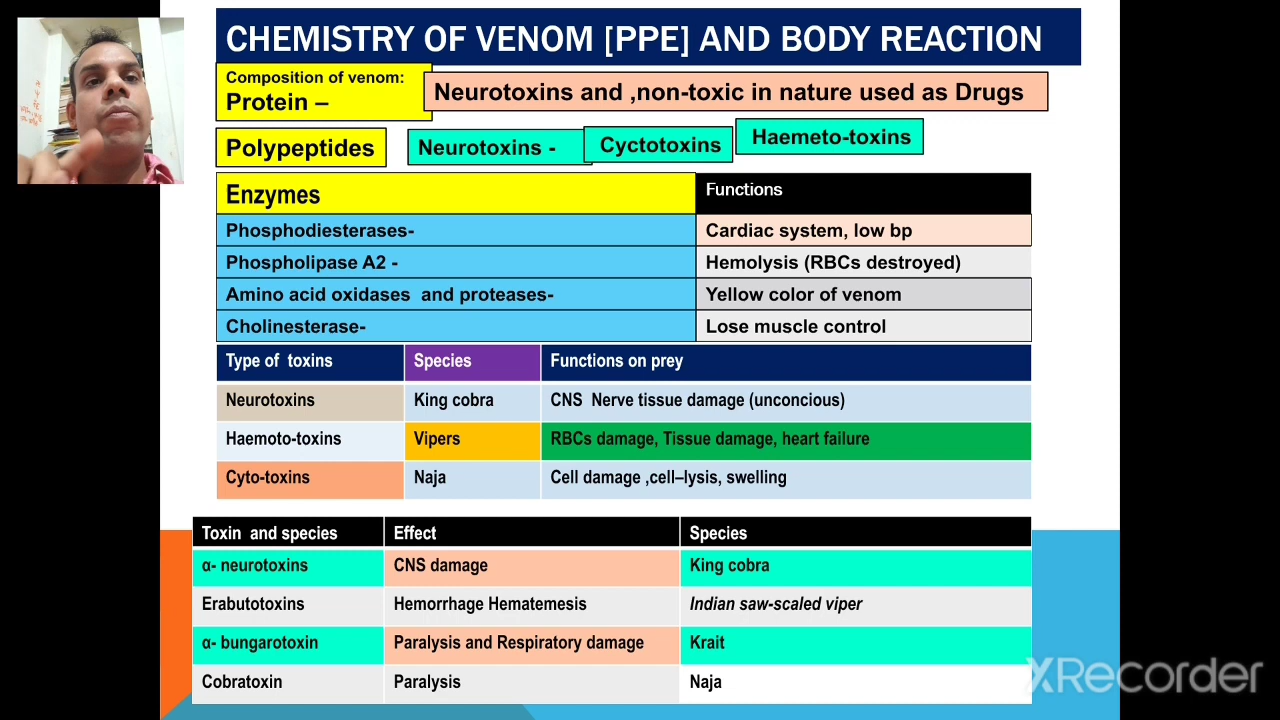 CHEMISTRY OF VENOM [PPE] AND BODY REACTION
Composition of venom:
Protein –
Neurotoxins and ,non-toxic in nature used as Drugs
Polypeptides
Neurotoxins -
Cyctotoxins
Haemeto-toxins
Enzymes Functions
Phosphodiesterases- Cardiac system, low bp
Phospholipase A2 - Hemolysis (RBCs destroyed)
Amino acid oxidases and proteases- Yellow color of venom
Cholinesterase- Lose muscle control
Type of toxins Species Functions on prey
Neurotoxins King cobra CNS Nerve tissue damage (unconcious)
Haemoto-toxins Vipers RBCs damage, Tissue damage, heart failure
Cyto-toxins Naja Cell damage ,cell–lysis, swelling
Toxin and species Effect Species
α- neurotoxins CNS damage King cobra
Erabutotoxins Hemorrhage Hematemesis Indian saw-scaled viper
α- bungarotoxin Paralysis and Respiratory damage Krait
Cobratoxin Paralysis Naja
XRecorder